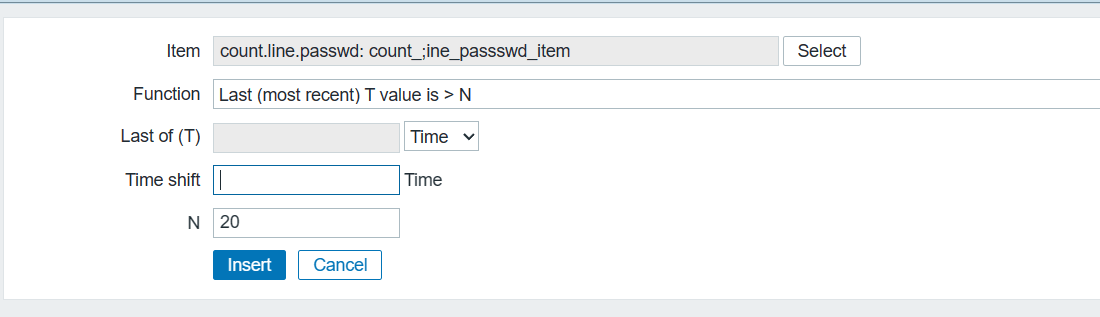 Item count.line.passwd: count_;ine_passswd_item Select
Function Last (most recent) T value is > N
Last of (T) Time
Time shift Time
N 20
Insert Cancel